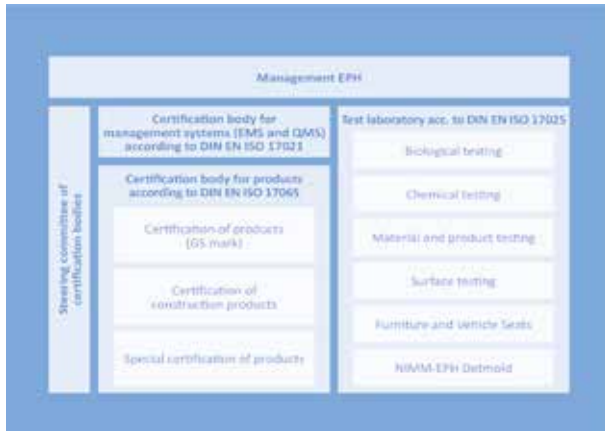 Management EPH
Steering committee of
certification bodies
Certification body for
management systems (EMS and QMS)
according to DIN EN ISO 17021
Certification body for products
according to DIN EN ISO 17065
Certification of products
(GS mark)
Certification of
construction products
Special certification of products
Test laboratory acc. to DIN EN ISO 17025
Biological testing
Chemical testing
Material and product testing
Surface testing
Furniture and Vehicle Seats
NIMM-EPH Detmold